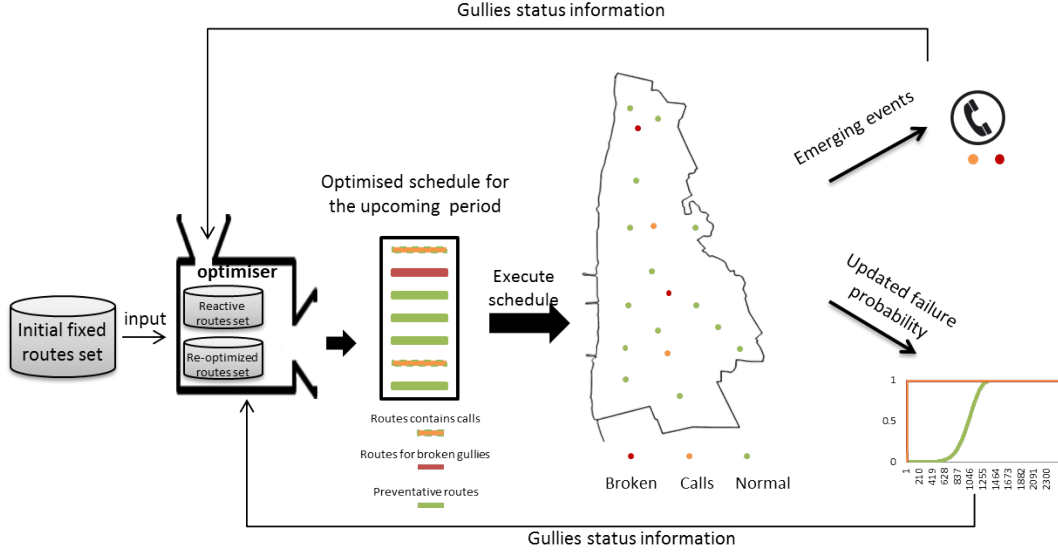 Gullies status information
Emerging events
Optimised schedule for
the upcoming period
optimiser
Reactive
routes set
Re-optimized
routes set
Initial fixed
routes set
input
Execute
schedule
Updated failure
probability
Routes contains calls
Routes for broken gullies
Preventative routes
Broken Calls Normal
1
0.5
0
1 210 419 628 837 1046 1255 1464 1673 1882 2091 2300
Gullies status information